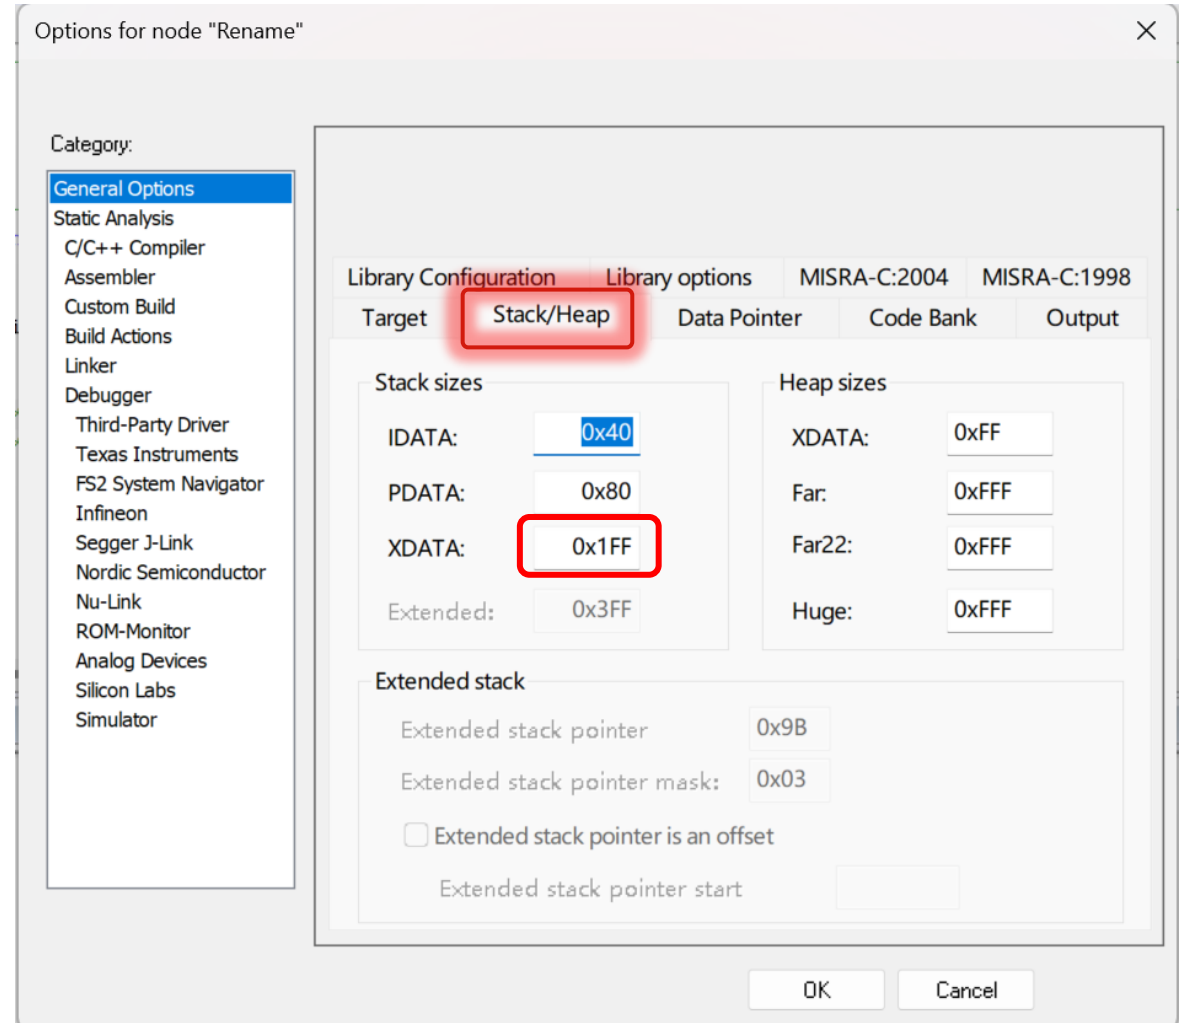 Options for node "Rename"
Category:
General Options
Static Analysis
C/C++ Compiler
Assembler
Custom Build
Build Actions
Linker
Debugger
Third-Party Driver
Texas Instruments
FS2 System Navigator
Infineon
Segger J-Link
Nordic Semiconductor
Nu-Link
ROM-Monitor
Analog Devices
Silicon Labs
Simulator
Library Configuration Library options MISRA-C:2004 MISRA-C:1998
Target Stack/Heap Data Pointer Code Bank Output
Stack sizes
IDATA: 0x40
PDATA: 0x80
XDATA: 0x1FF
Extended: 0x3FF
Heap sizes
XDATA: 0xFF
Far: 0xFFF
Far22: 0xFFF
Huge: 0xFFF
Extended stack
Extended stack pointer 0x9B
Extended stack pointer mask: 0x03
Extended stack pointer is an offset
Extended stack pointer start
OK Cancel